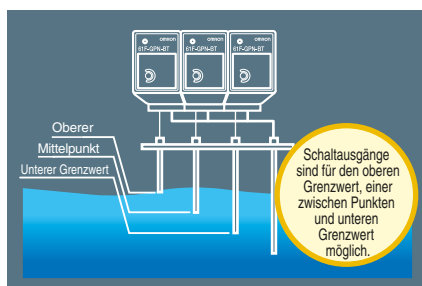 omron omron omron
61F-GPN-BT 61F-GPN-BT 61F-GPN-BT
Oberer
Mittelpunkt
Unterer Grenzwert
Schaltausgänge
sind für den oberen
Grenzwert, einer
zwischen Punkten
und unteren
Grenzwert
möglich.